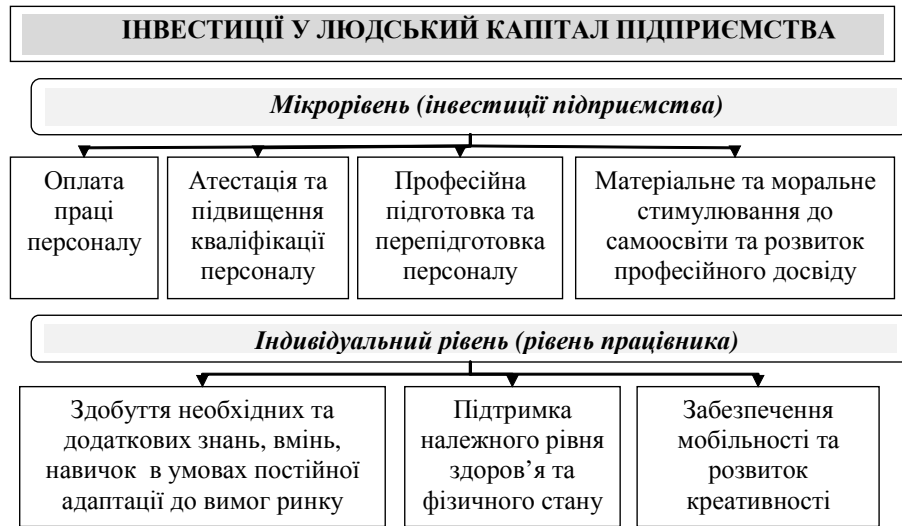 ІНВЕСТИЦІЇ У ЛЮДСЬКИЙ КАПІТАЛ ПІДПРИЄМСТВА
Мікрорівень (інвестиції підприємства)
Оплата
праці
персоналу
Атестація та
підвищення
кваліфікації
персоналу
Професійна
підготовка та
перепідготовка
персоналу
Матеріальне та моральне
стимулювання до
самоосвіти та розвиток
професійного досвіду
Індивідуальний рівень (рівень працівника)
Здобуття необхідних та
додаткових знань, вмінь,
навичок в умовах постійної
адаптації до вимог ринку
Підтримка
належного рівня
здоров’я та
фізичного стану
Забезпечення
мобільності та
розвиток
креативності